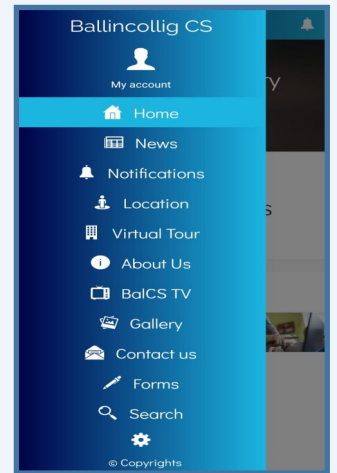 Ballincollig CS
My account
Home
News
Notifications
Location
Virtual Tour
About Us
BalCS TV
Gallery
Contact us
Forms
Search
© Copyrights